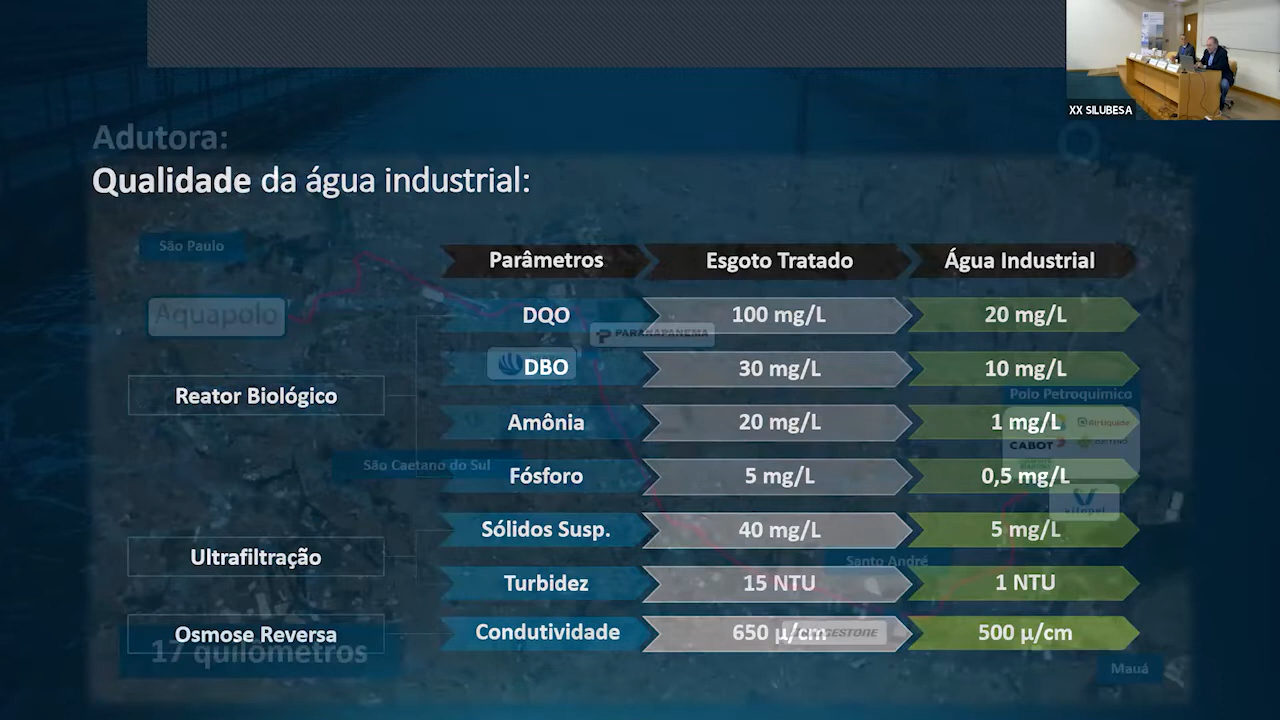 XX SILUBESA
Adutora:
Qualidade da água industrial:
São Paulo
Parâmetros Esgoto Tratado Água Industrial
Aquapolo
DQO 100 mg/L 20 mg/L
PARANAPANEMA
DBO 30 mg/L 10 mg/L
Reator Biológico
Polo Petroquímico
Amônia 20 mg/L 1 mg/L
CABOT
São Caetano do Sul
Fósforo 5 mg/L 0,5 mg/L
Vitopel
Sólidos Susp. 40 mg/L 5 mg/L
Ultrafiltração
Santo André
Turbidez 15 NTU 1 NTU
Osmose Reversa
Condutividade 650 µ/cm 500 µ/cm
17 quilômetros
Mauá